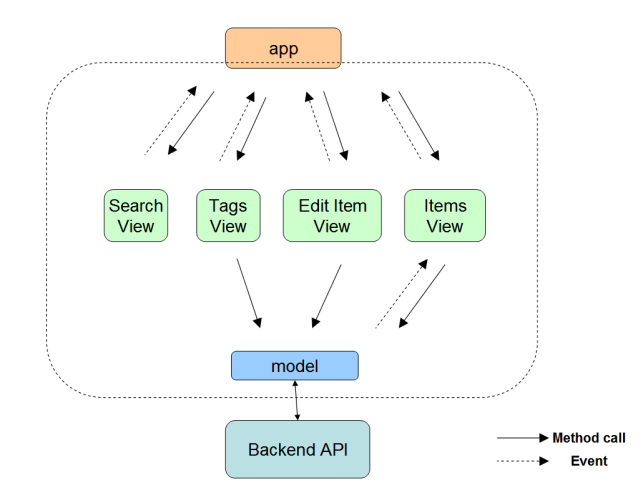 app
Search
View
Tags
View
Edit Item
View
Items
View
model
Backend API
Method call
Event